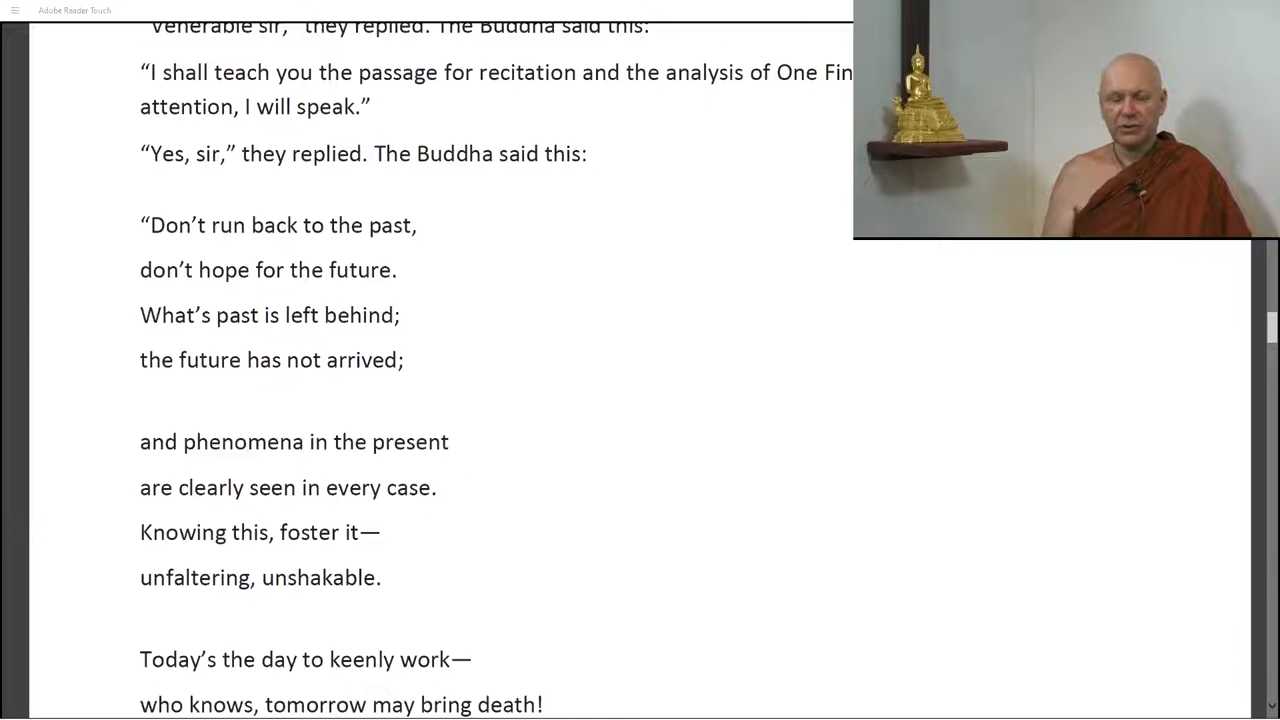 Adobe Reader Touch
“Venerable sir,” they replied. The Buddha said this:
“I shall teach you the passage for recitation and the analysis of One Fin
attention, I will speak.”
“Yes, sir,” they replied. The Buddha said this:
“Don’t run back to the past,
don’t hope for the future.
What’s past is left behind;
the future has not arrived;
and phenomena in the present
are clearly seen in every case.
Knowing this, foster it—
unfaltering, unshakable.
Today’s the day to keenly work—
who knows, tomorrow may bring death!